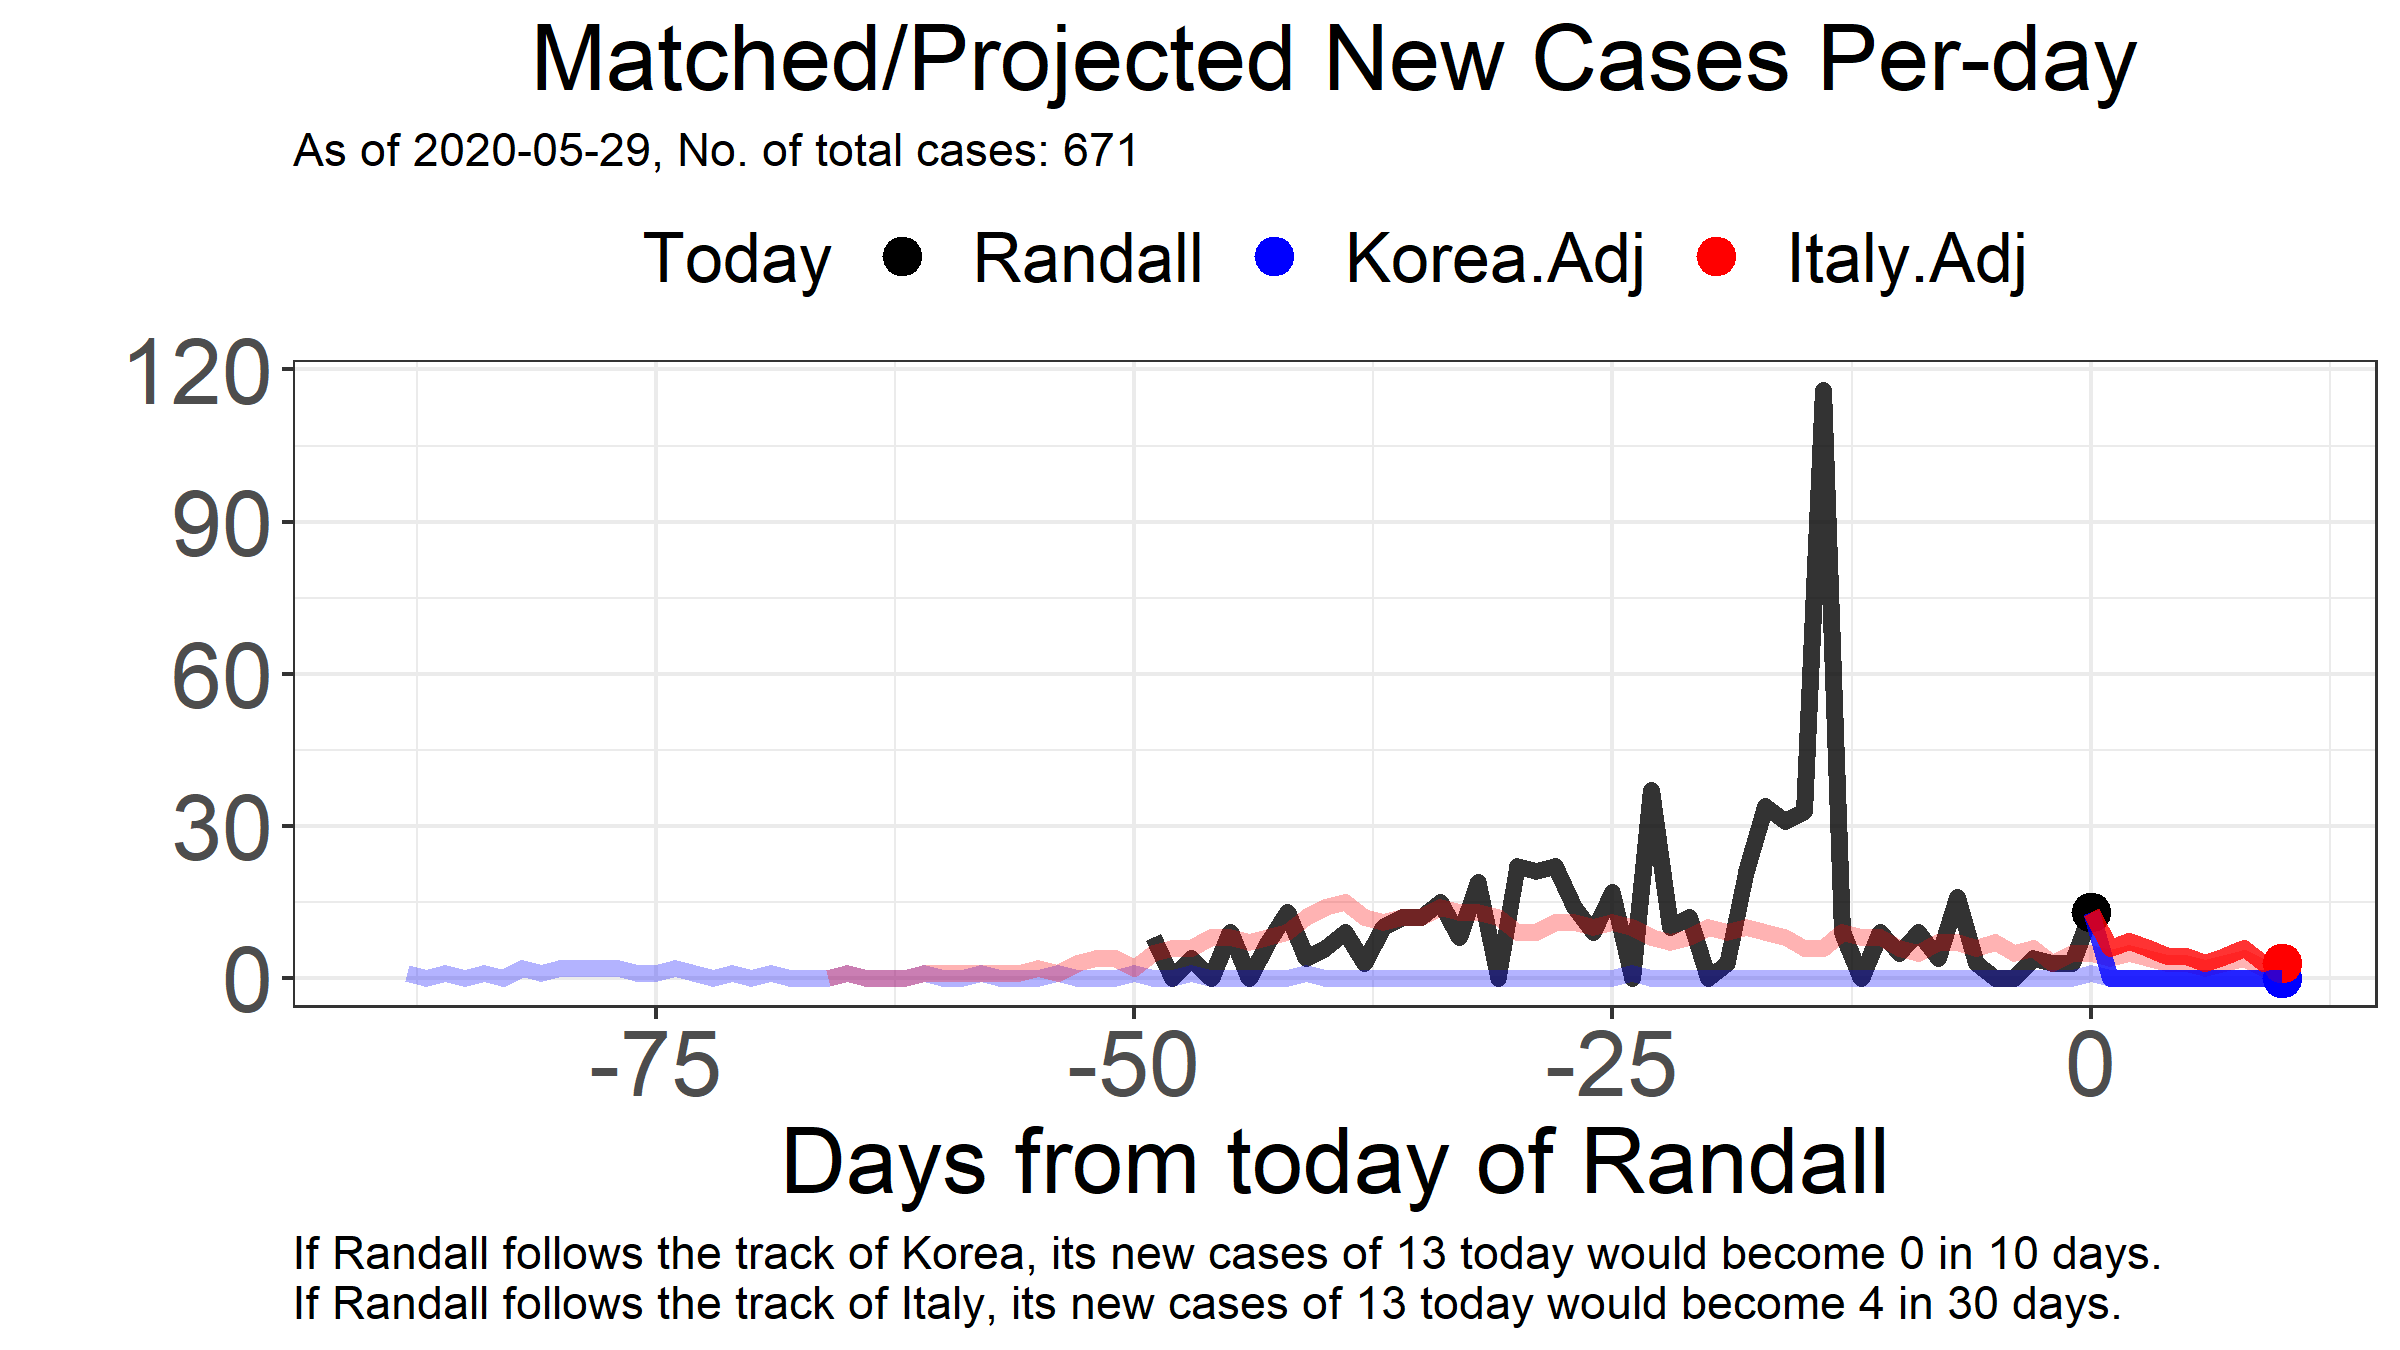 Matched/Projected New Cases Per-day
As of 2020-05-29, No. of total cases: 671
Today Randall Korea.Adj Italy.Adj
120
90
60
30
0
-75 -50 -25 0
Days from today of Randall
If Randall follows the track of Korea, its new cases of 13 today would become 0 in 10 days.
If Randall follows the track of Italy, its new cases of 13 today would become 4 in 30 days.